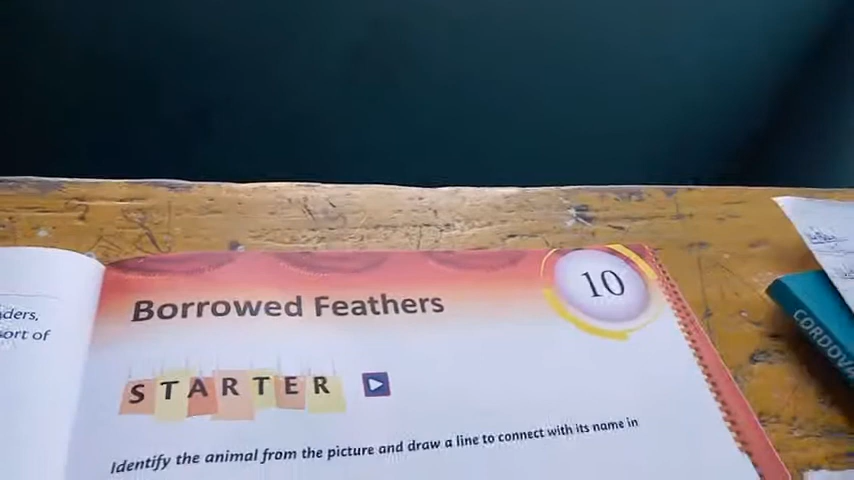 ders,
sort of
Borrowed Feathers
10
STARTER
Identify the animal from the picture and draw a line to connect with its name in
CORDOVA